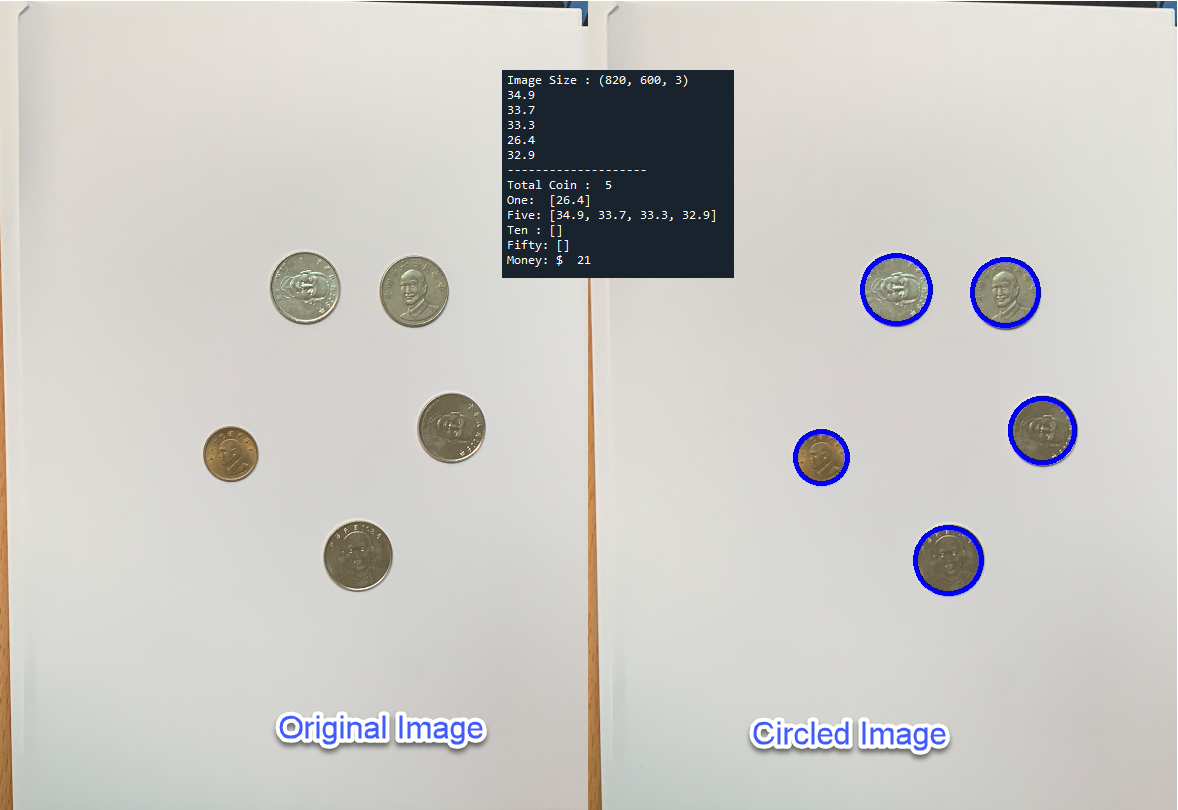 Image Size : (820, 600, 3)
34.9
33.7
33.3
26.4
32.9
--------------------
Total Coin :  5
One:  [26.4]
Five: [34.9, 33.7, 33.3, 32.9]
Ten : []
Fifty: []
Money: $  21
Original Image
Circled Image